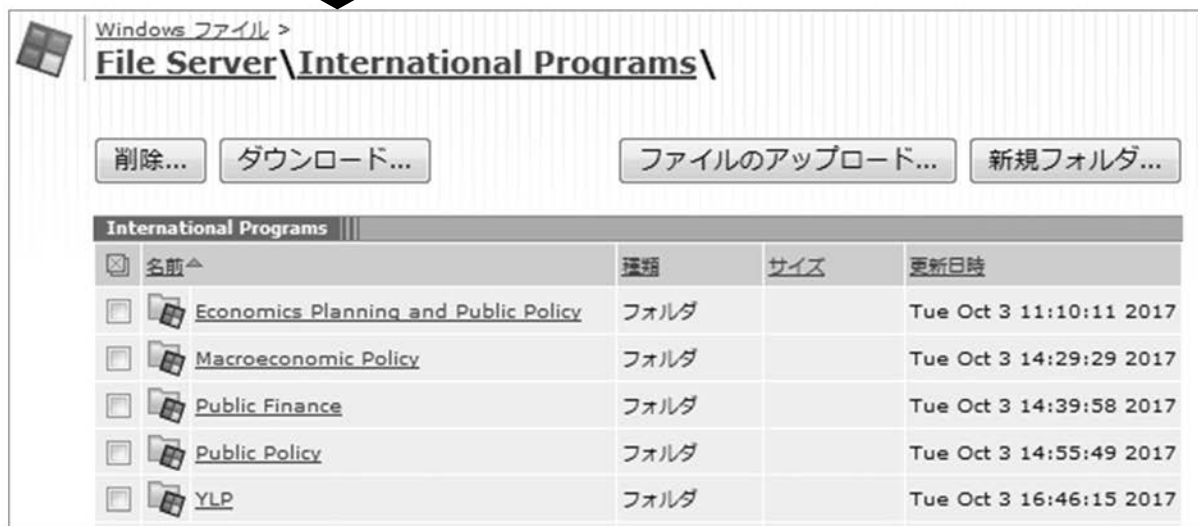 Windows ファイル >
File Server\International Programs\
削除... ダウンロード... ファイルのアップロード... 新規フォルダ...
International Programs
名前 種類 サイズ 更新日時
Economics Planning and Public Policy フォルダ Tue Oct 3 11:10:11 2017
Macroeconomic Policy フォルダ Tue Oct 3 14:29:29 2017
Public Finance フォルダ Tue Oct 3 14:39:58 2017
Public Policy フォルダ Tue Oct 3 14:55:49 2017
YLP フォルダ Tue Oct 3 16:46:15 2017